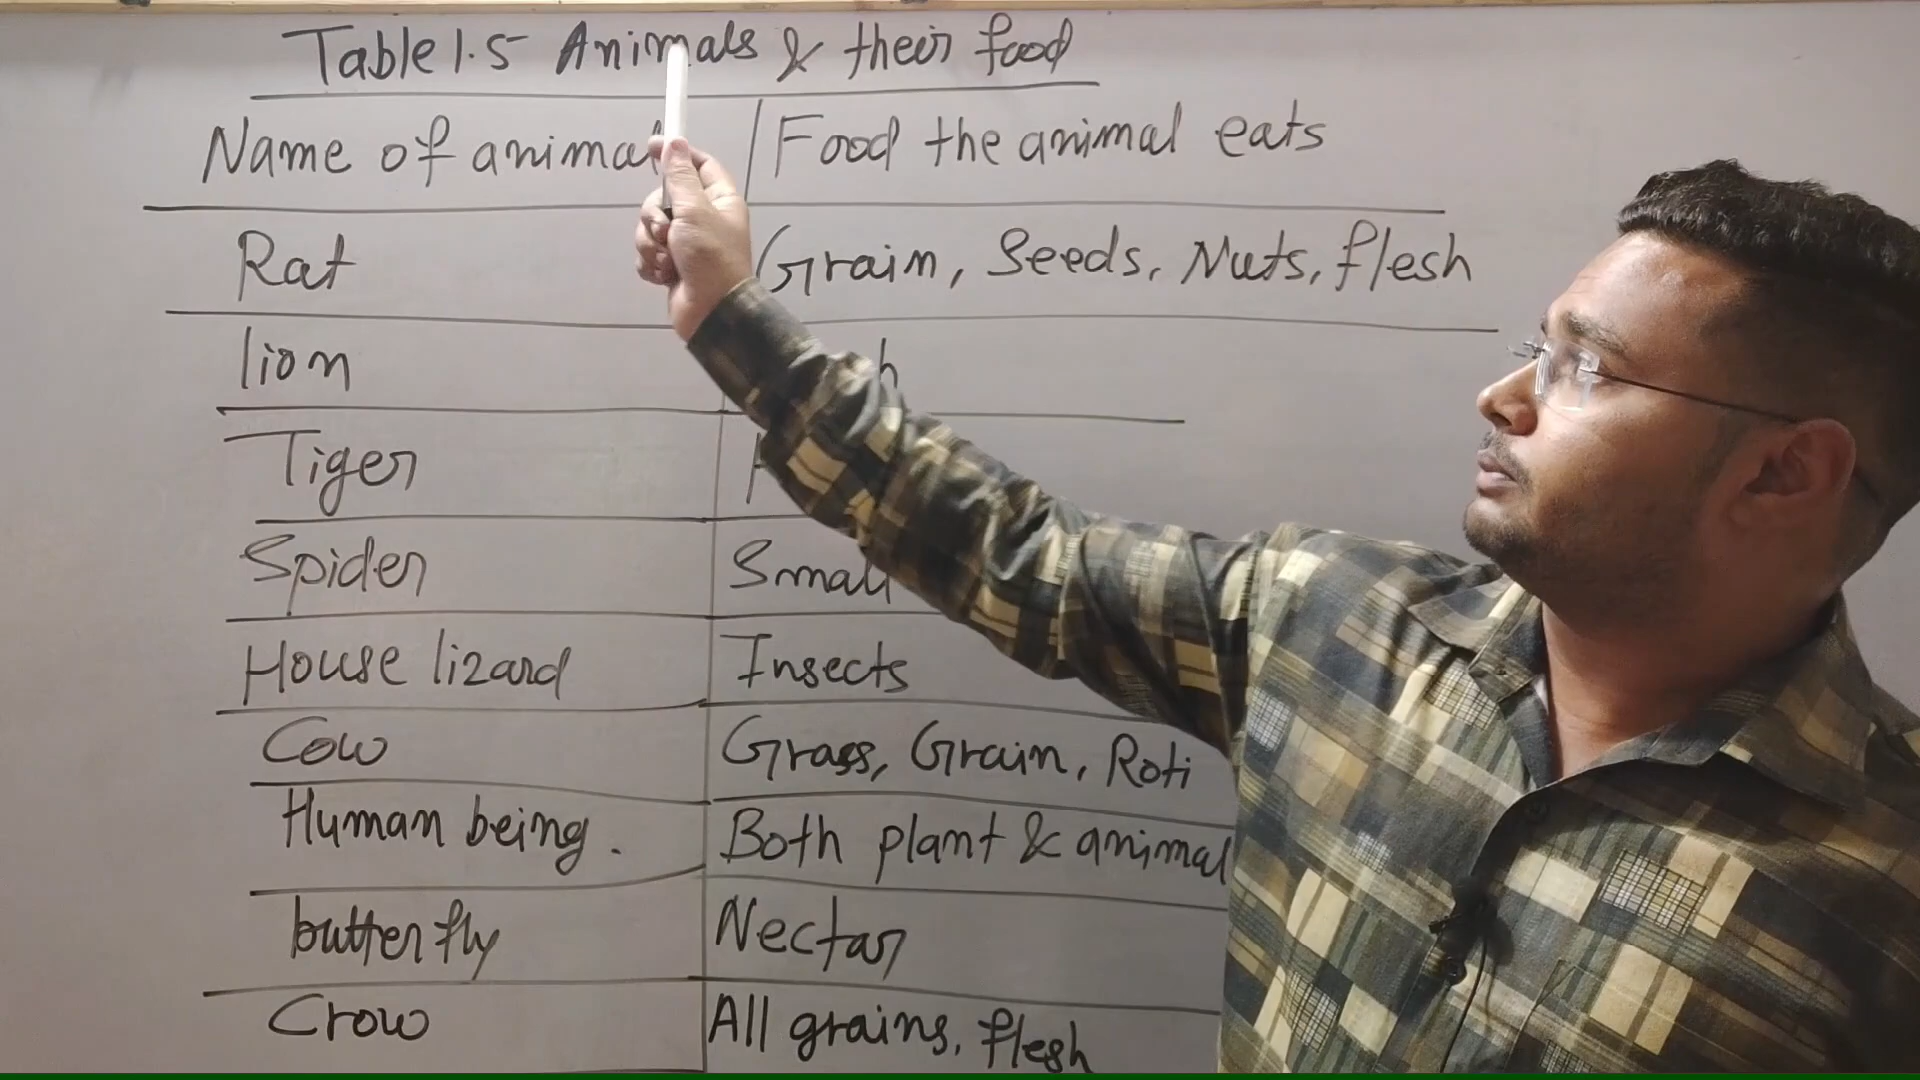 Table 1.5 Animals & their food
Name of animal Food the animal eats
Rat Grain, Seeds, Nuts, flesh
lion
Tiger
Spider Small
House lizard Insects
Cow Grass, Grain, Roti
Human being. Both plant & animal
butterfly Nectar
Crow All grains, flesh